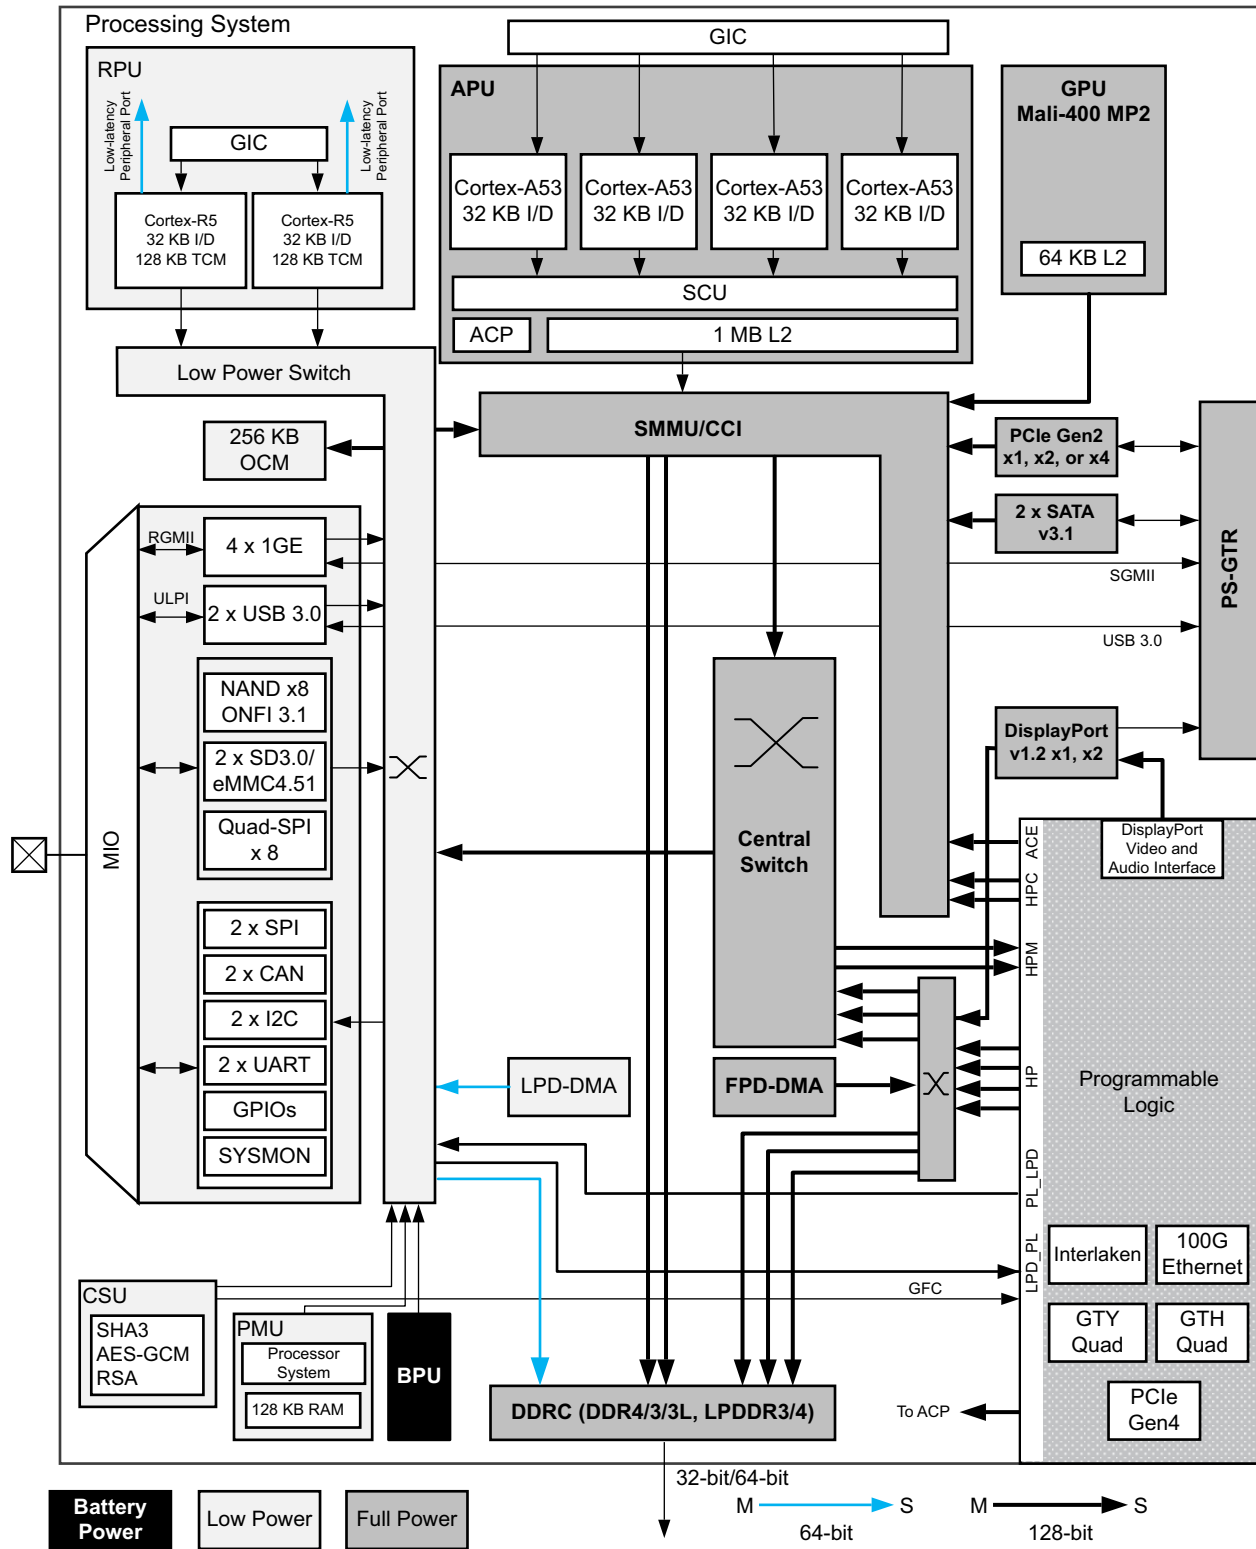 Processing System
RPU
Low-latency
Peripheral Port
Low-latency
Peripheral Port
GIC
Cortex-R5
32 KB I/D
128 KB TCM
Cortex-R5
32 KB I/D
128 KB TCM
GIC
APU
Cortex-A53
32 KB I/D
Cortex-A53
32 KB I/D
Cortex-A53
32 KB I/D
Cortex-A53
32 KB I/D
SCU
ACP
1 MB L2
GPU
Mali-400 MP2
64 KB L2
Low Power Switch
256 KB
OCM
SMMU/CCI
PCIe Gen2
x1, x2, or x4
2 x SATA
v3.1
PS-GTR
SGMII
USB 3.0
MIO
RGMII
4 x 1GE
ULPI
2 x USB 3.0
NAND x8
ONFI 3.1
2 x SD3.0/
eMMC4.51
Quad-SPI
x 8
2 x SPI
2 x CAN
2 x I2C
2 x UART
GPIOs
SYSMON
Central
Switch
DisplayPort
v1.2 x1, x2
DisplayPort
Video and
Audio Interface
ACE
HPC
HPM
HP
PL_LPD
LPD_PL
LPD-DMA
FPD-DMA
Programmable
Logic
Interlaken
100G
Ethernet
GTY
Quad
GTH
Quad
PCIe
Gen4
GFC
To ACP
CSU
SHA3
AES-GCM
RSA
PMU
Processor
System
128 KB RAM
BPU
DDRC (DDR4/3/3L, LPDDR3/4)
32-bit/64-bit
Battery
Power
Low Power
Full Power
M
S
64-bit
M
S
128-bit